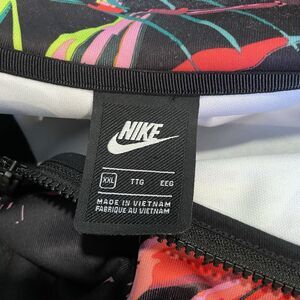 NIKE
XXL TTG EEG
MADE IN VIETNAM
FABRIQUÉ AU VIETNAM